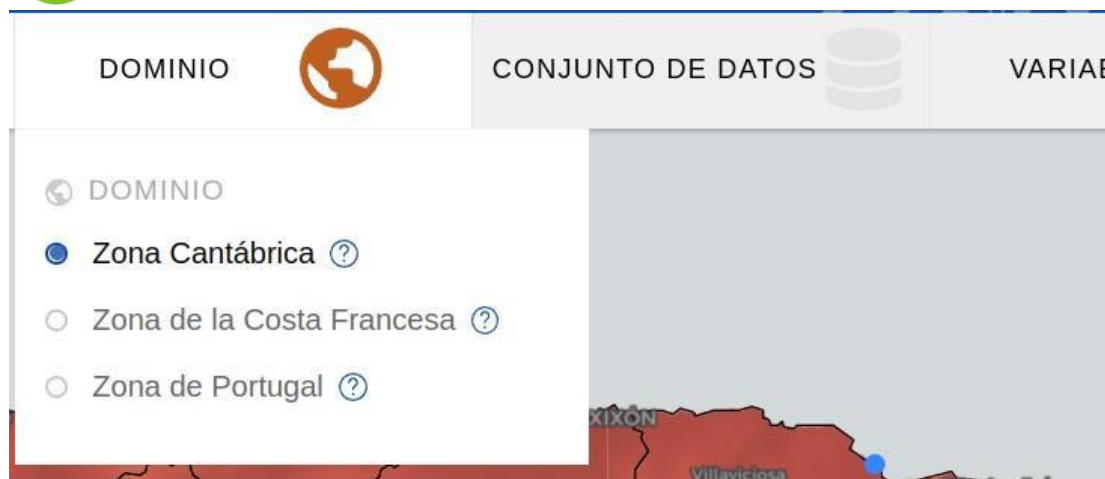 DOMINIO
CONJUNTO DE DATOS
DOMINIO
Zona Cantábrica ?
Zona de la Costa Francesa ?
Zona de Portugal ?
XIXÓN
Villaviciosa